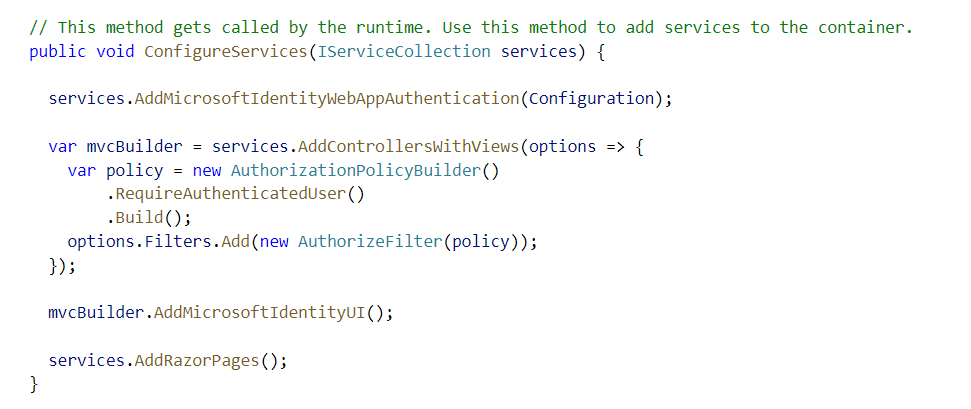 // This method gets called by the runtime. Use this method to add services to the container.
public void ConfigureServices(IServiceCollection services) {
services.AddMicrosoftIdentityWebAppAuthentication(Configuration);
var mvcBuilder = services.AddControllersWithViews(options => {
var policy = new AuthorizationPolicyBuilder()
.RequireAuthenticatedUser()
.Build();
options.Filters.Add(new AuthorizeFilter(policy));
});
mvcBuilder.AddMicrosoftIdentityUI();
services.AddRazorPages();
}